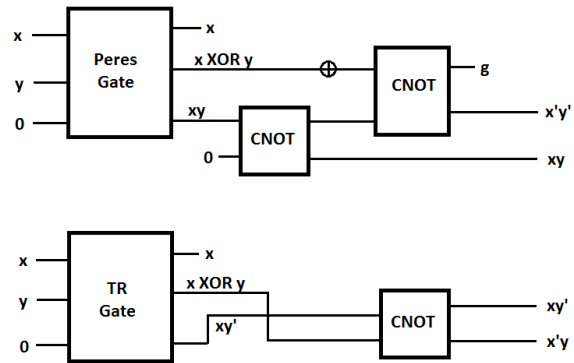 x
x
Peres
Gate
x XOR y
y
CNOT
g
xy
0
CNOT
x'y'
0
xy
x
x
TR
Gate
x XOR y
y
xy'
xy'
CNOT
0
x'y